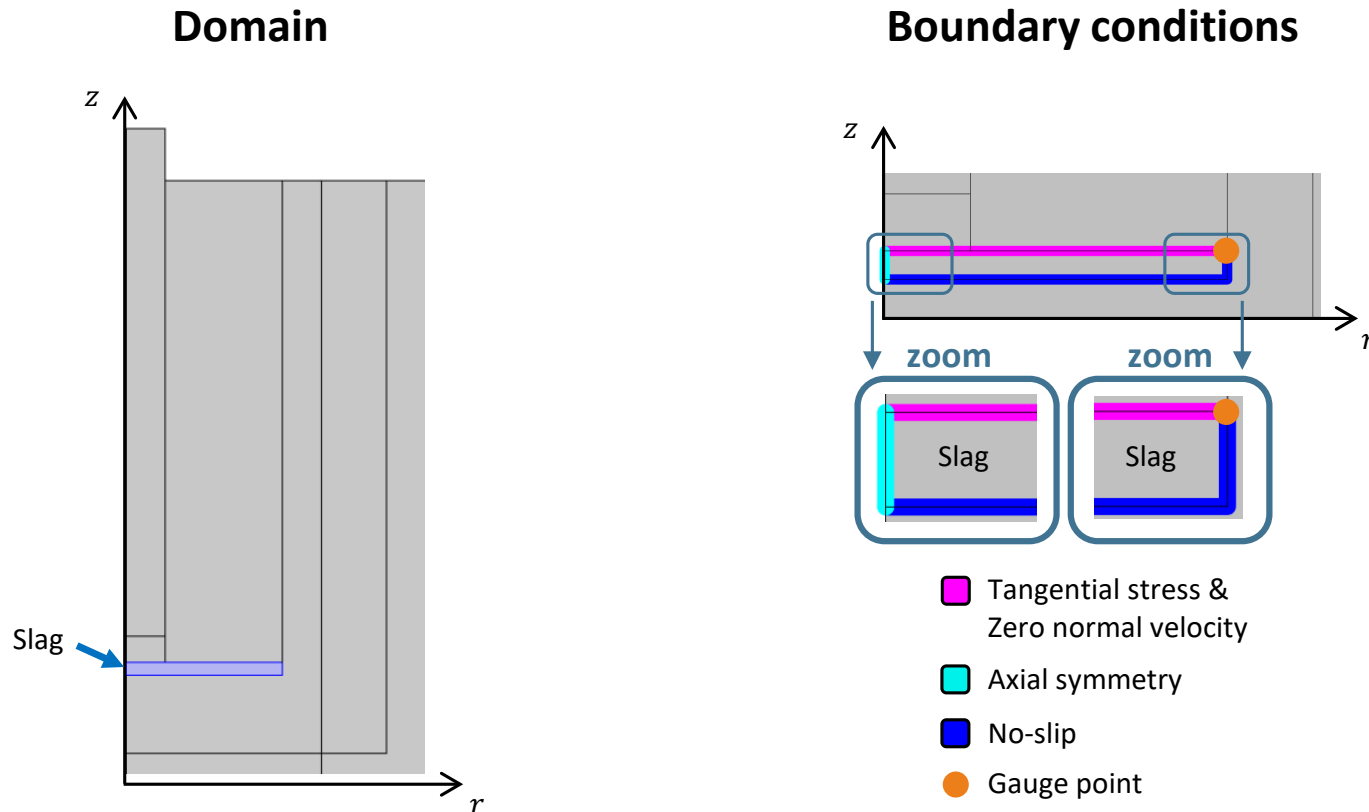 Domain
Boundary conditions
z
Slag
r
z
r
zoom
zoom
Slag
Slag
Tangential stress &
Zero normal velocity
Axial symmetry
No-slip
Gauge point